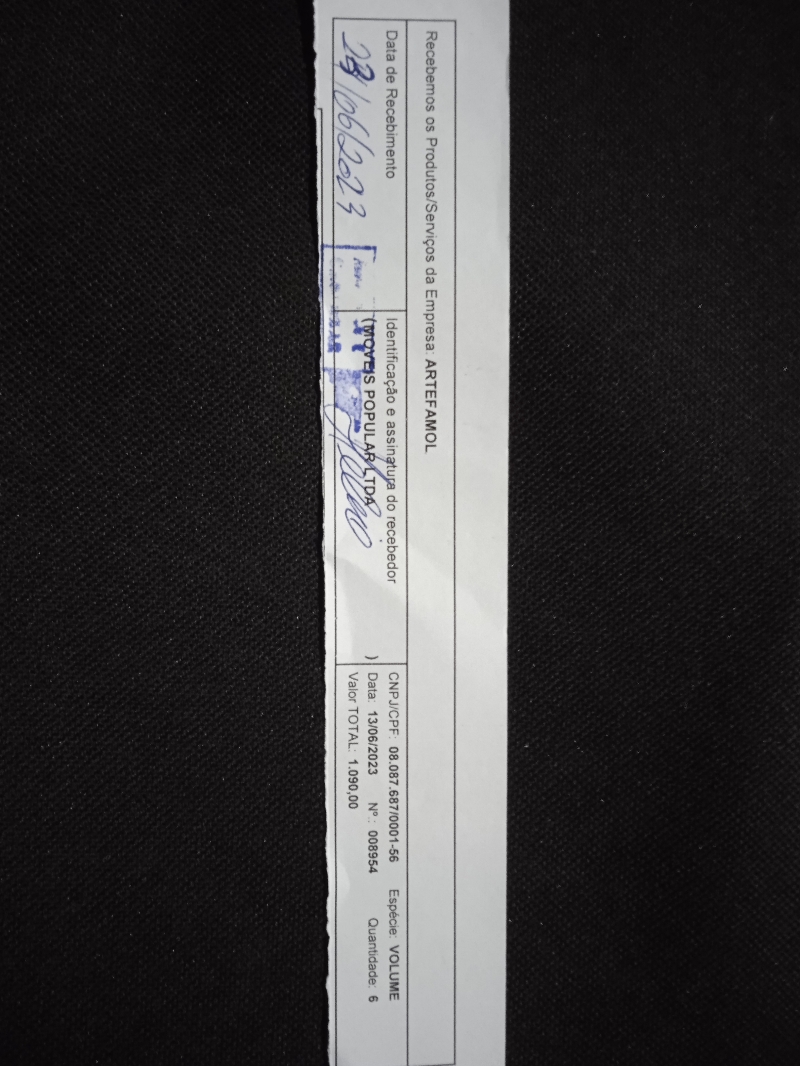 Recebemos os Produtos/Serviços da Empresa: ARTEFAMOL
Data de Recebimento
/06/2023
Identificação e assinatura do recebedor
(MOVEIS POPULAR LTDA
)
CNPJ/CPF: 08.087.687/0001-56 Espécie: VOLUME
Data: 13/06/2023 Nº.: 008954 Quantidade: 6
Valor TOTAL: 1.090,00